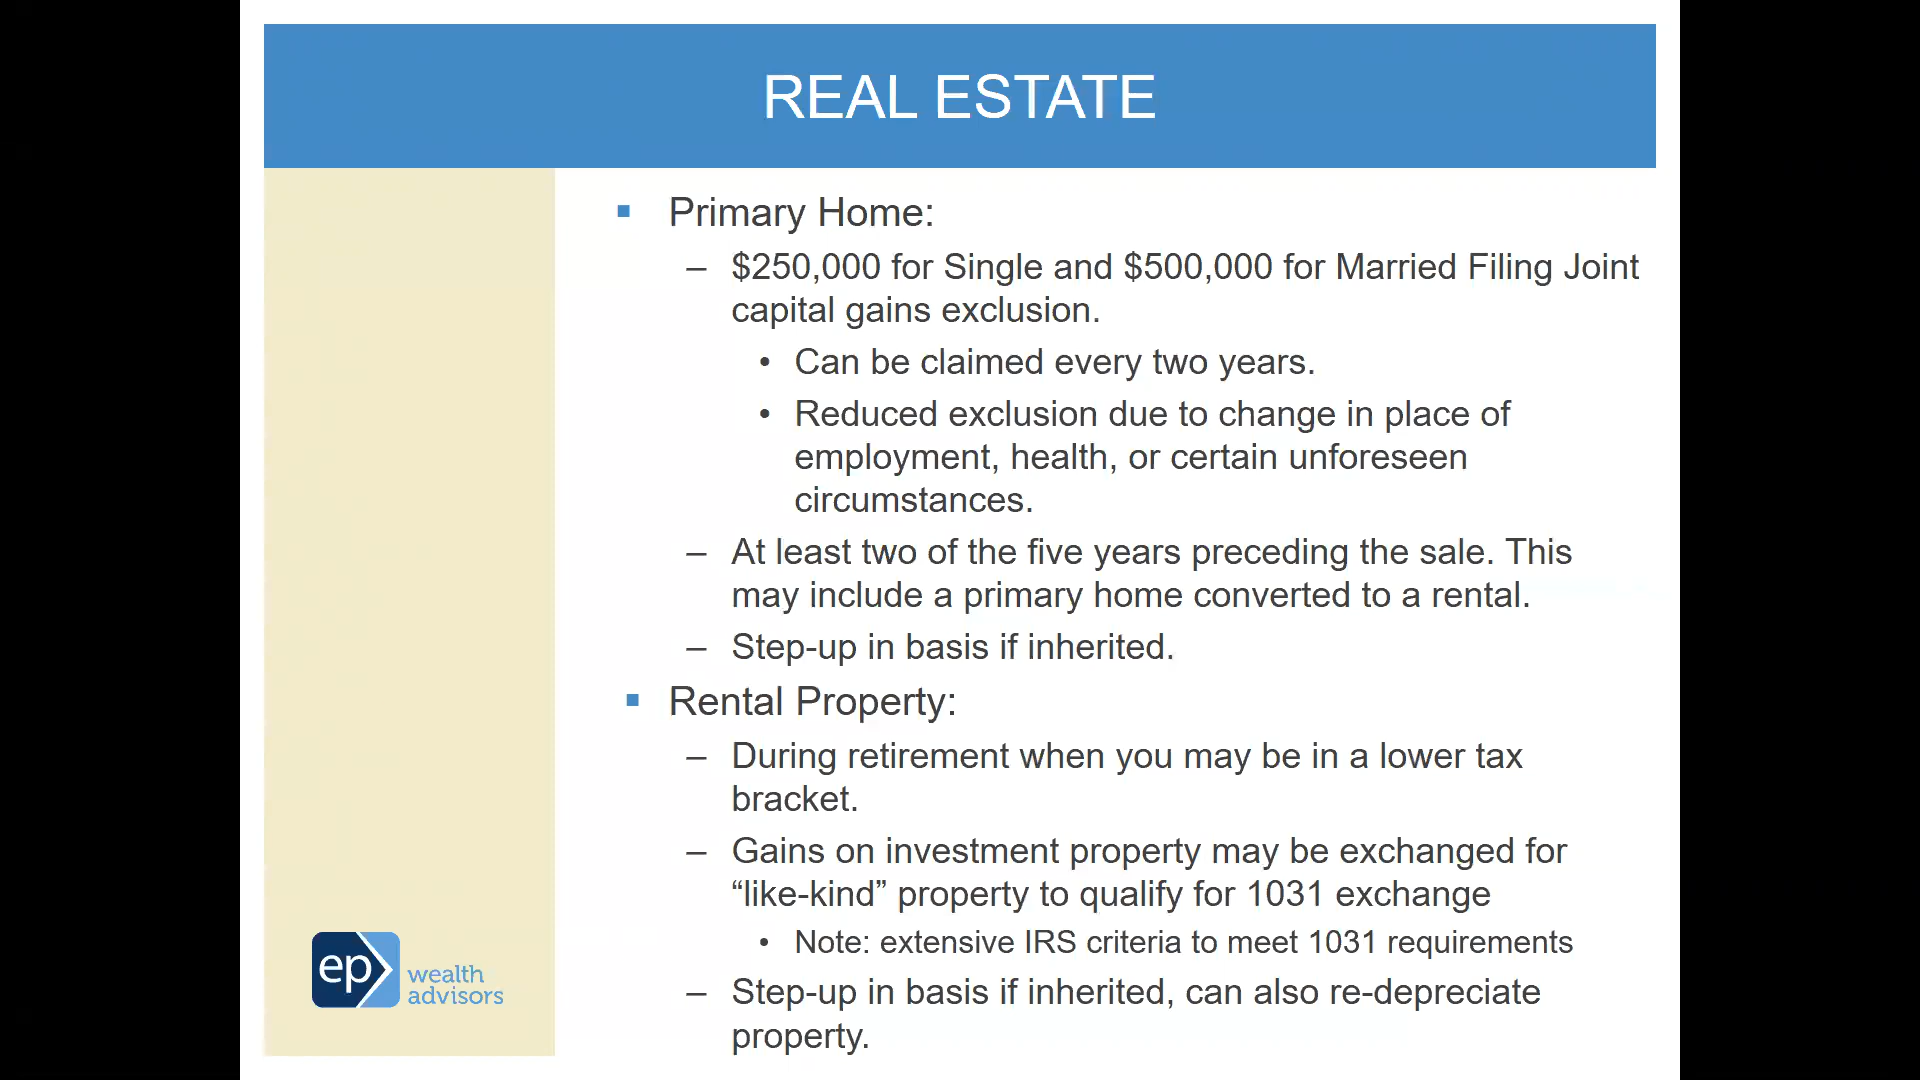 REAL ESTATE
▪ Primary Home:
– $250,000 for Single and $500,000 for Married Filing Joint
capital gains exclusion.
• Can be claimed every two years.
• Reduced exclusion due to change in place of
employment, health, or certain unforeseen
circumstances.
– At least two of the five years preceding the sale. This
may include a primary home converted to a rental.
– Step-up in basis if inherited.
▪ Rental Property:
– During retirement when you may be in a lower tax
bracket.
– Gains on investment property may be exchanged for
“like-kind” property to qualify for 1031 exchange
• Note: extensive IRS criteria to meet 1031 requirements
– Step-up in basis if inherited, can also re-depreciate
property.
ep wealth
advisors